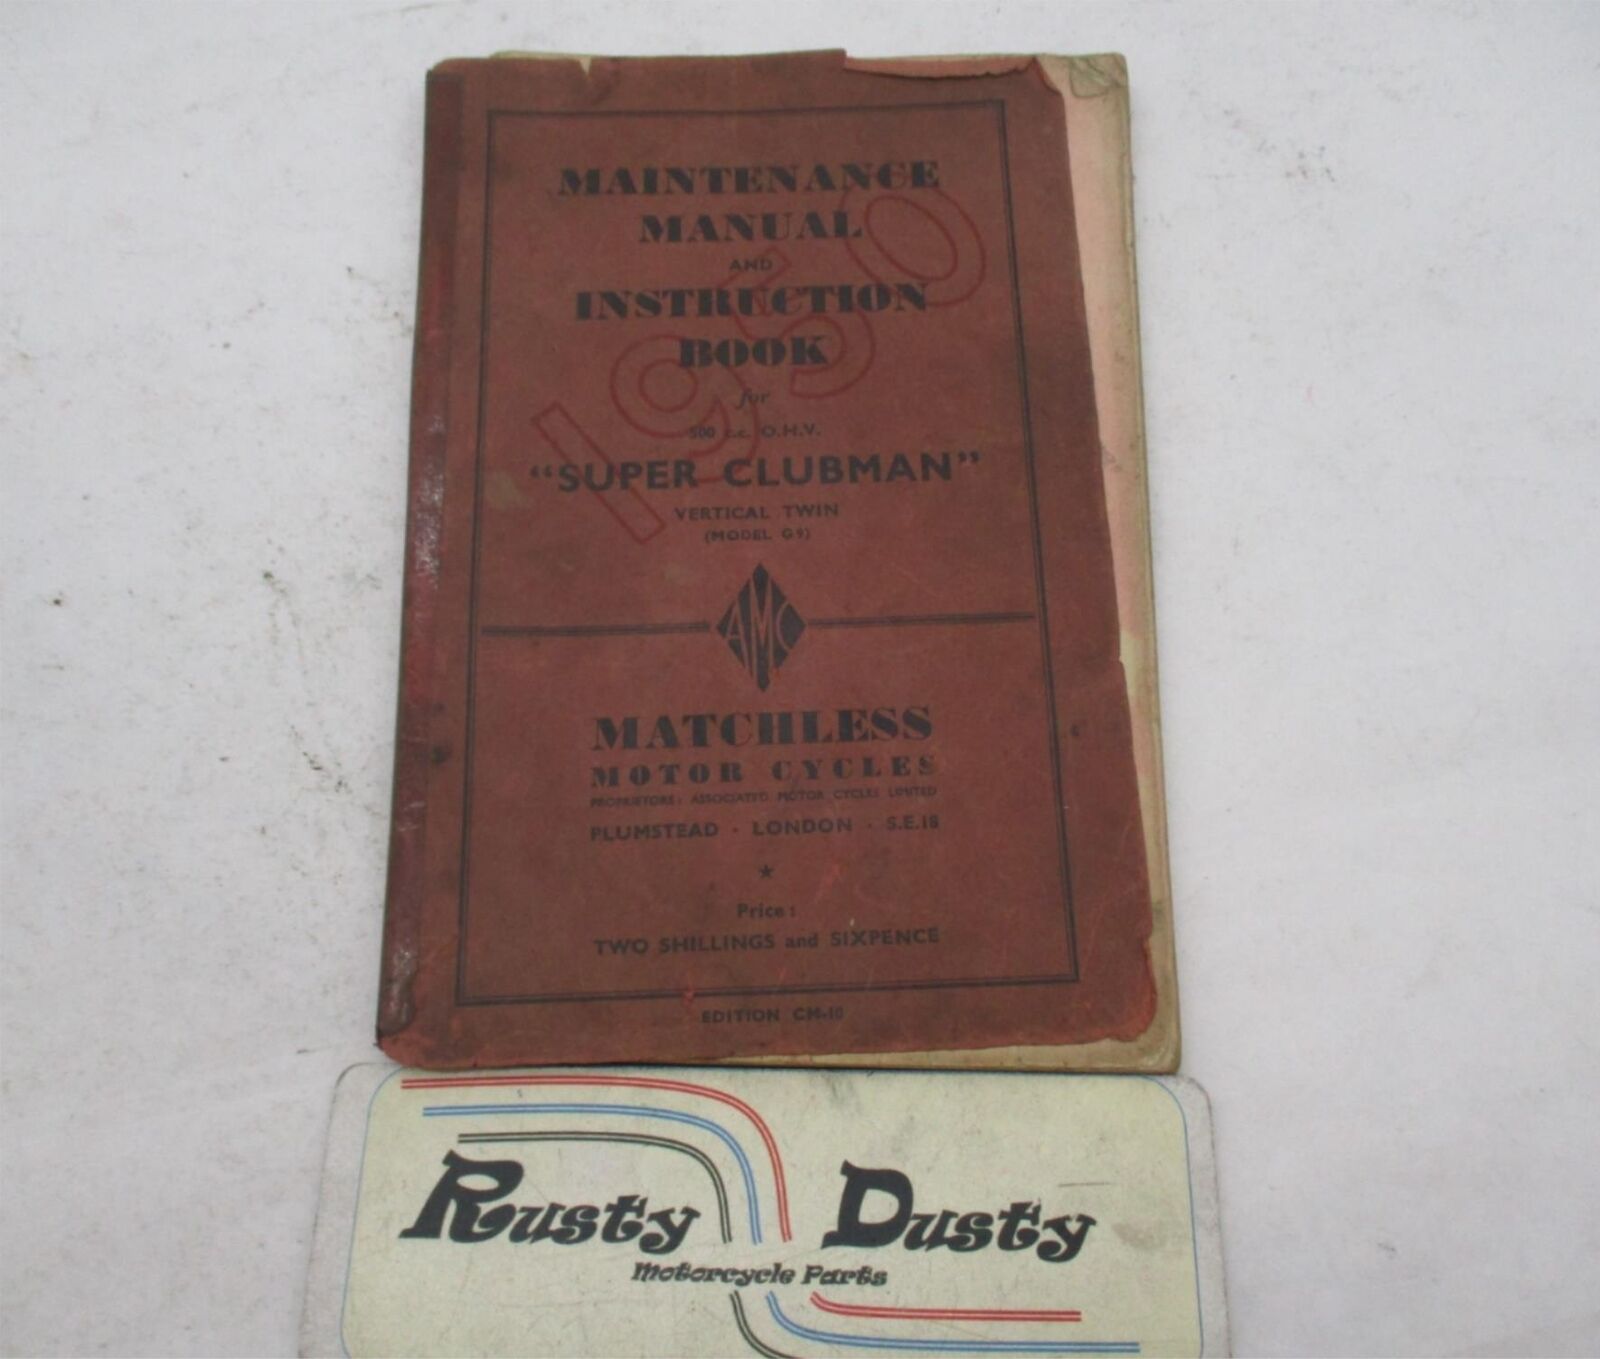 MAINTENANCE
MANUAL
AND
INSTRUCTION
BOOK
for
500 c.c. O.H.V.
"SUPER CLUBMAN"
VERTICAL TWIN
(MODEL G9)
1950
AMC
MATCHLESS
MOTOR CYCLES
PROPRIETORS: ASSOCIATED MOTOR CYCLES LIMITED
PLUMSTEAD · LONDON · S.E.18
★
Price:
TWO SHILLINGS and SIXPENCE
EDITION CM-10
Rusty Dusty
Motorcycle Parts